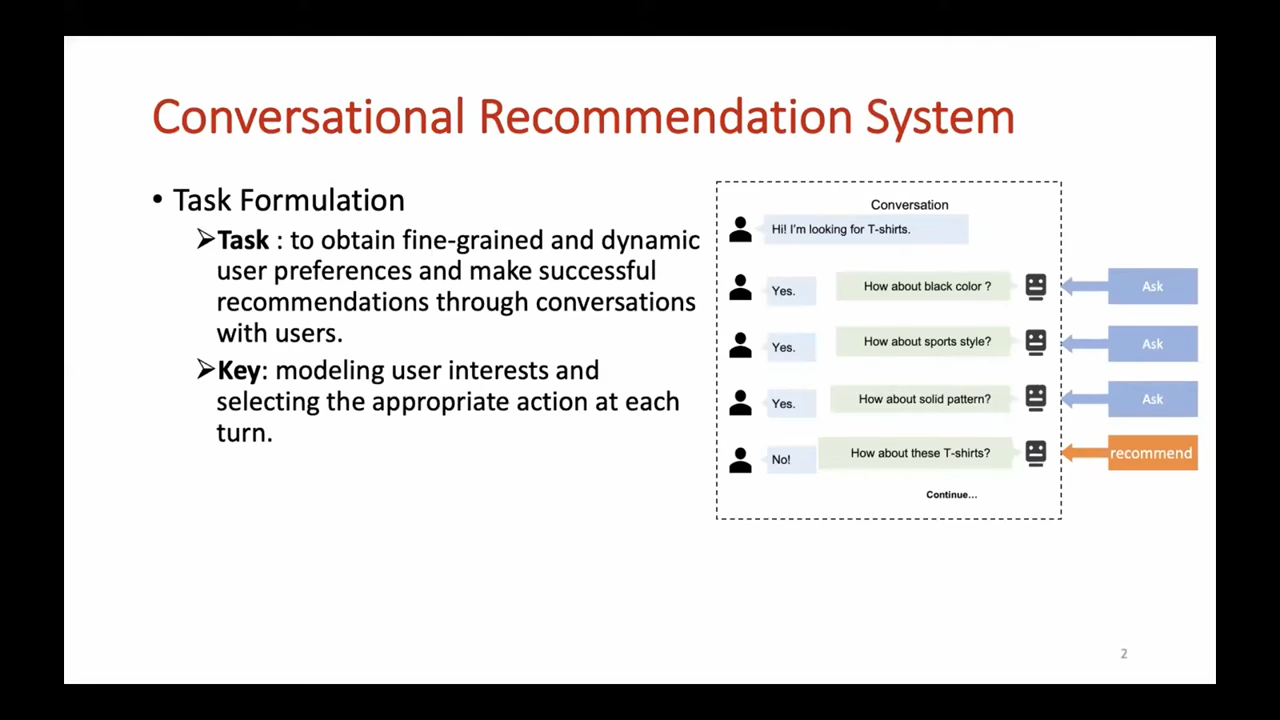 Conversational Recommendation System
• Task Formulation
➢Task : to obtain fine-grained and dynamic
user preferences and make successful
recommendations through conversations
with users.
➢Key: modeling user interests and
selecting the appropriate action at each
turn.
Conversation
Hi! I'm looking for T-shirts.
How about black color ?
Ask
Yes.
How about sports style?
Ask
Yes.
How about solid pattern?
Ask
Yes.
How about these T-shirts?
recommend
No!
Continue...
2